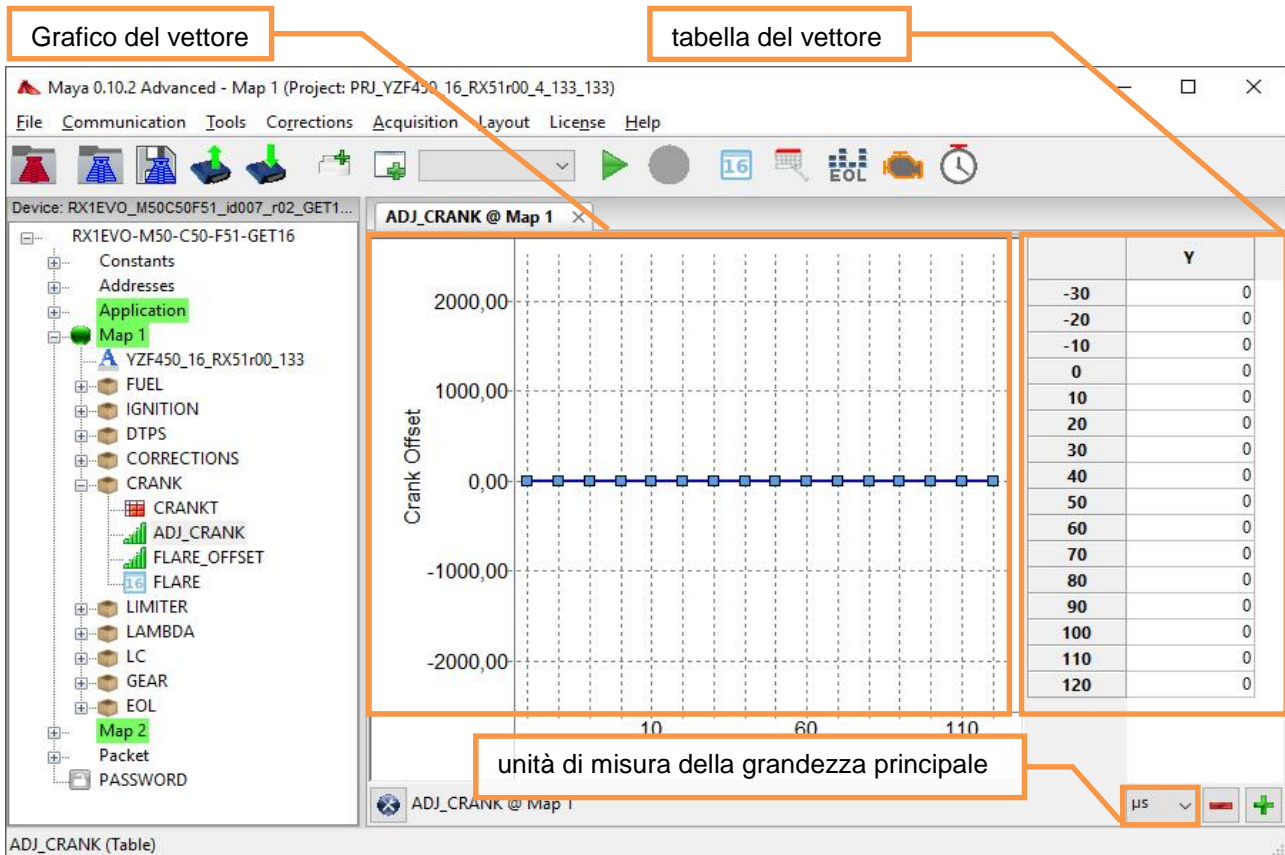 Grafico del vettore
tabella del vettore
Maya 0.10.2 Advanced - Map 1 (Project: PRJ_YZF450_16_RX51r00_4_133_133)
File Communication Tools Corrections Acquisition Layout License Help
16
EOL
Device: RX1EVO_M50C50F51_id007_r02_GET1...
RX1EVO-M50-C50-F51-GET16
Constants
Addresses
Application
Map 1
YZF450_16_RX51r00_133
FUEL
IGNITION
DTPS
CORRECTIONS
CRANK
CRANKT
ADJ_CRANK
FLARE_OFFSET
16 FLARE
LIMITER
LAMBDA
LC
GEAR
EOL
Map 2
Packet
PASSWORD
ADJ_CRANK @ Map 1
Crank Offset
2000,00
1000,00
0,00
-1000,00
-2000,00
10 60 110
Y
-30 0
-20 0
-10 0
0 0
10 0
20 0
30 0
40 0
50 0
60 0
70 0
80 0
90 0
100 0
110 0
120 0
unità di misura della grandezza principale
ADJ_CRANK @ Map 1
µs
ADJ_CRANK (Table)